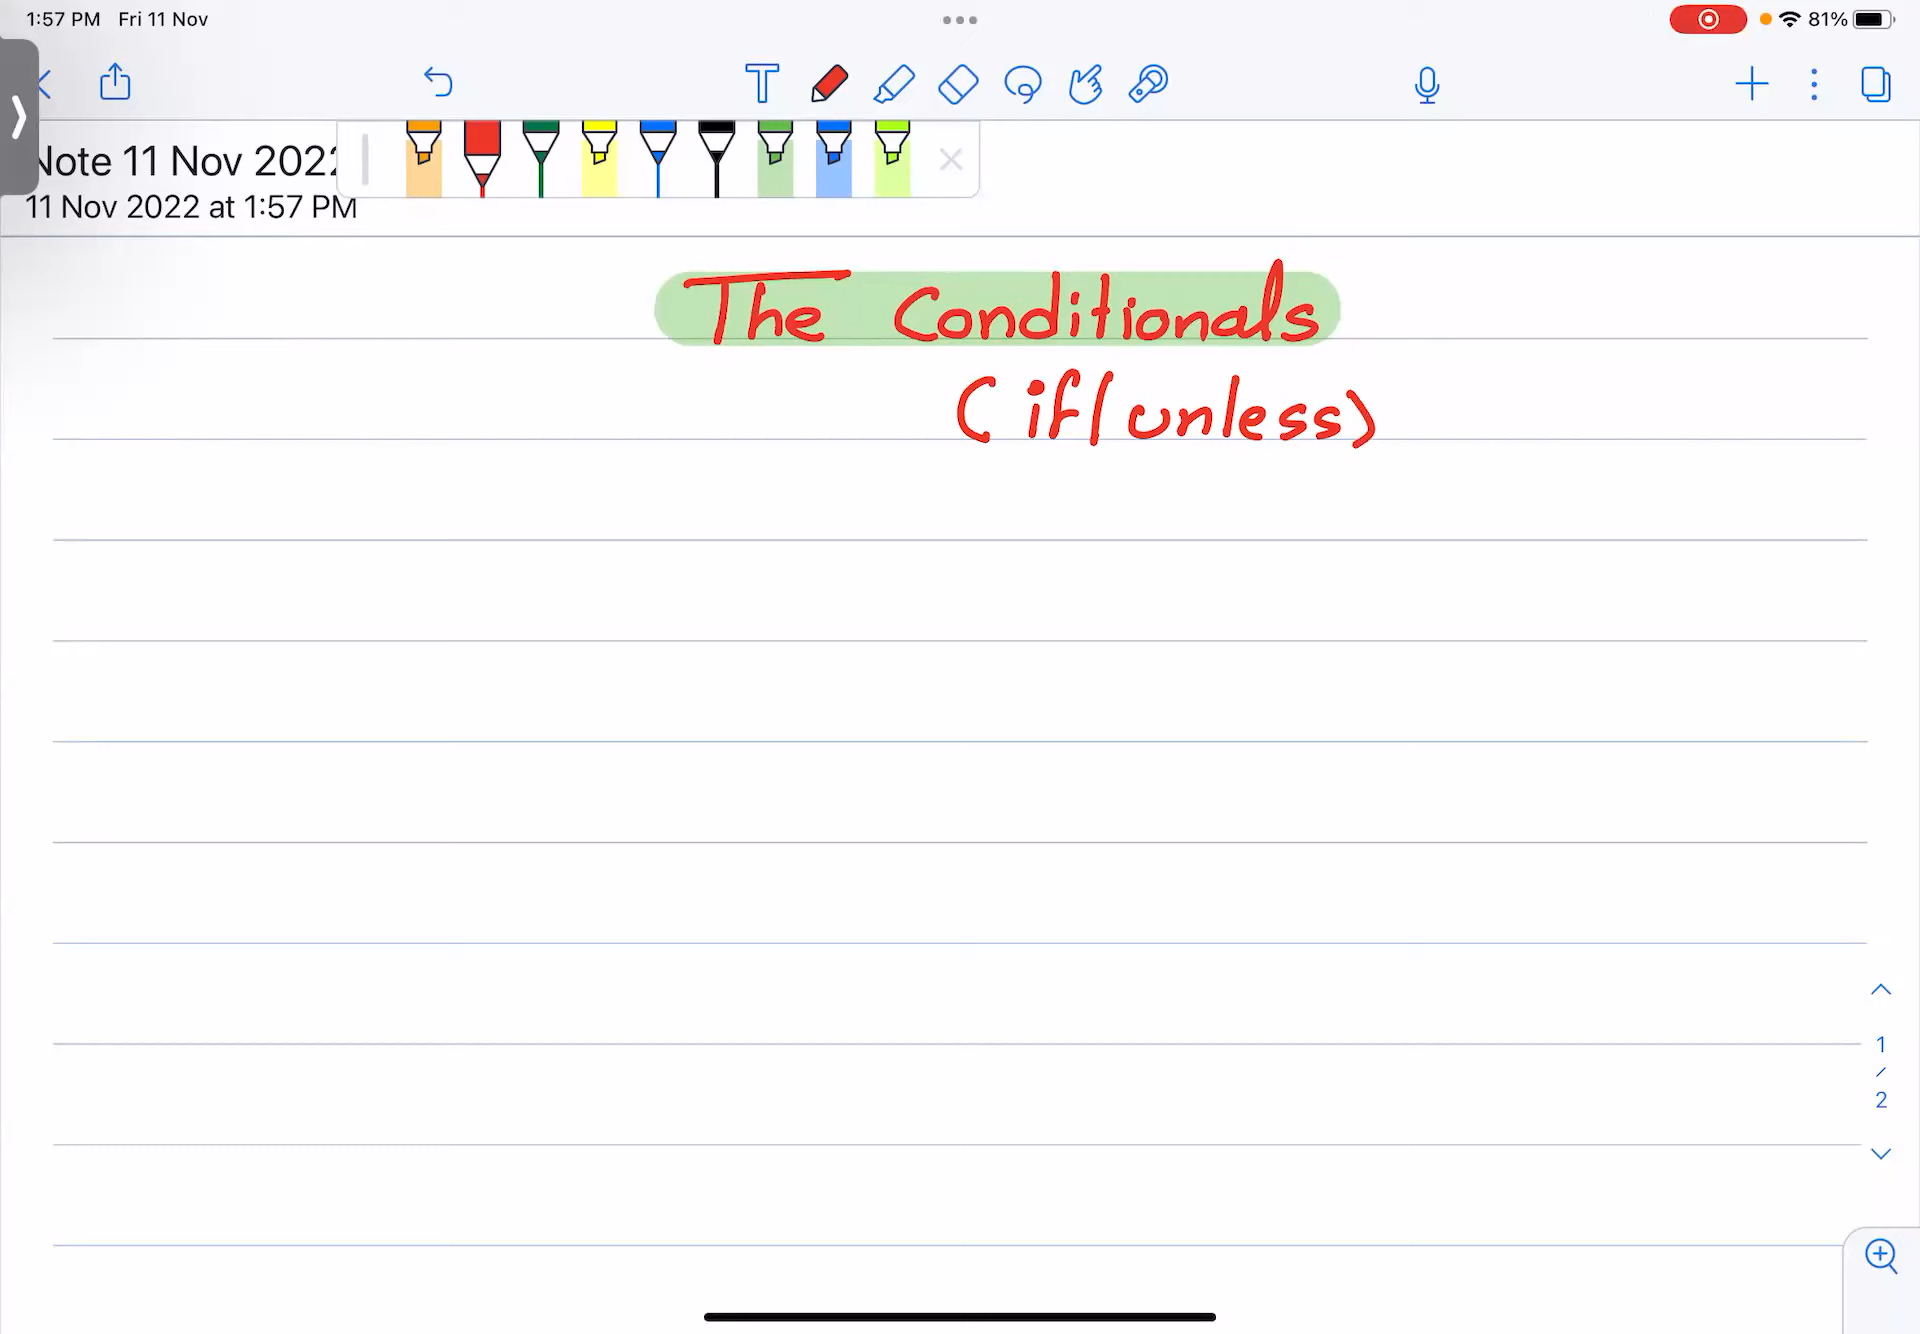 1:57 PM Fri 11 Nov
81%
Note 11 Nov 2022
11 Nov 2022 at 1:57 PM
The Conditionals
(if/unless)
1
/
2